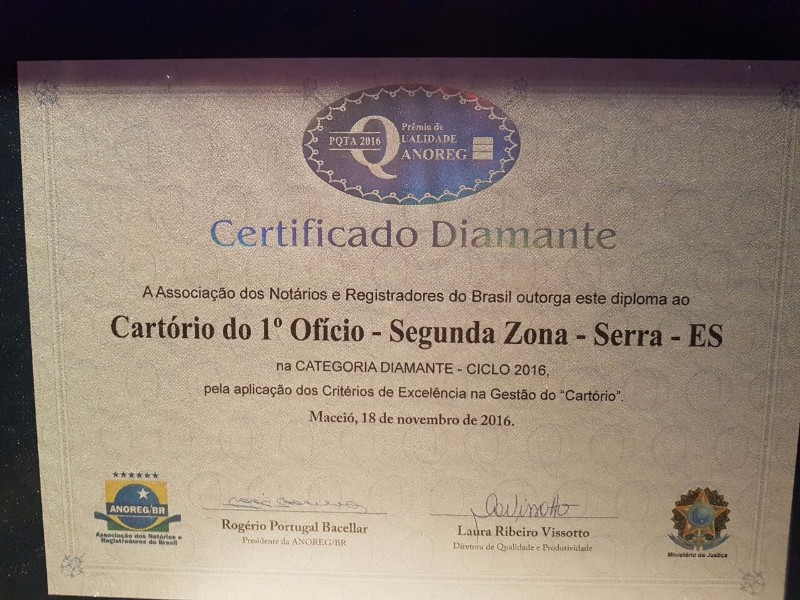 Prêmio de
PQTA 2016 QUALIDADE
ANOREG
Certificado Diamante
A Associação dos Notários e Registradores do Brasil outorga este diploma ao
Cartório do 1º Ofício - Segunda Zona - Serra - ES
na CATEGORIA DIAMANTE - CICLO 2016,
pela aplicação dos Critérios de Excelência na Gestão do “Cartório”.
Maceió, 18 de novembro de 2016.
ANOREG/BR
Associação dos Notários e
Registradores do Brasil
Rogério Portugal Bacellar
Presidente da ANOREG/BR
LauVissotto
Laura Ribeiro Vissotto
Diretora de Qualidade e Produtividade
Ministério da Justiça